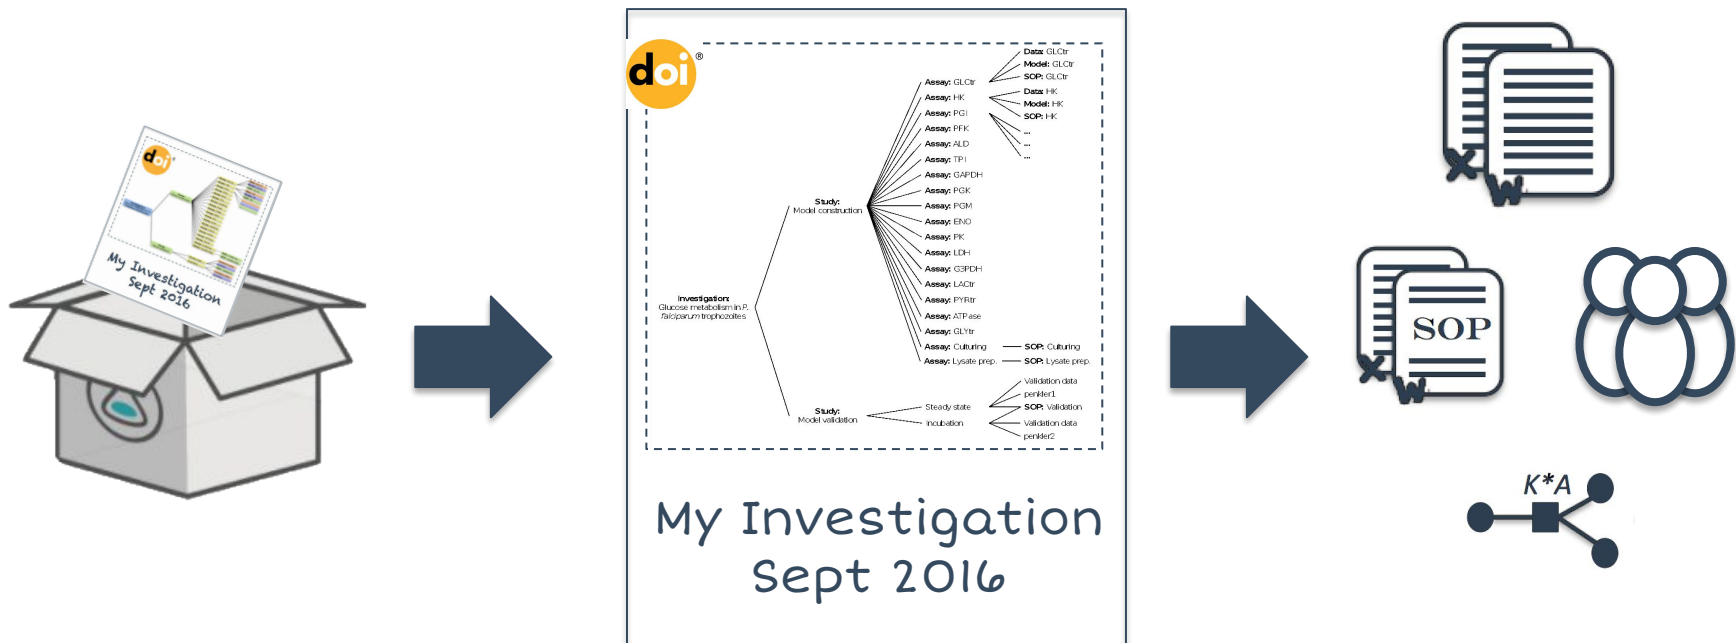 doi
My Investigation
Sept 2016
doi®
Investigation:
Glucose metabolism in P.
falciparum trophozoites
Study:
Model construction
Assay: GLCtr
Assay: HK
Assay: PGI
Assay: PFK
Assay: ALD
Assay: TPI
Assay: GAPDH
Assay: PGK
Assay: PGM
Assay: ENO
Assay: PK
Assay: LDH
Assay: G3PDH
Assay: LACtr
Assay: PYRtr
Assay: ATPase
Assay: GLYtr
Assay: Culturing
Assay: Lysate prep.
Data: GLCtr
Model: GLCtr
SOP: GLCtr
Data: HK
Model: HK
SOP: HK
...
...
...
SOP: Culturing
SOP: Lysate prep.
Study:
Model validation
Steady state
Incubation
Validation data
penkler1
SOP: Validation
Validation data
penkler2
My Investigation
Sept 2016
X W
SOP
X W
K*A